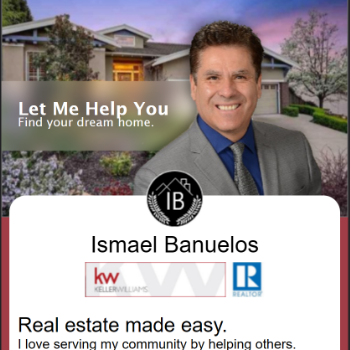 Let Me Help You
Find your dream home.
IB
Ismael Banuelos
kw
KELLERWILLIAMS
R
REALTOR
Real estate made easy.
I love serving my community by helping others.